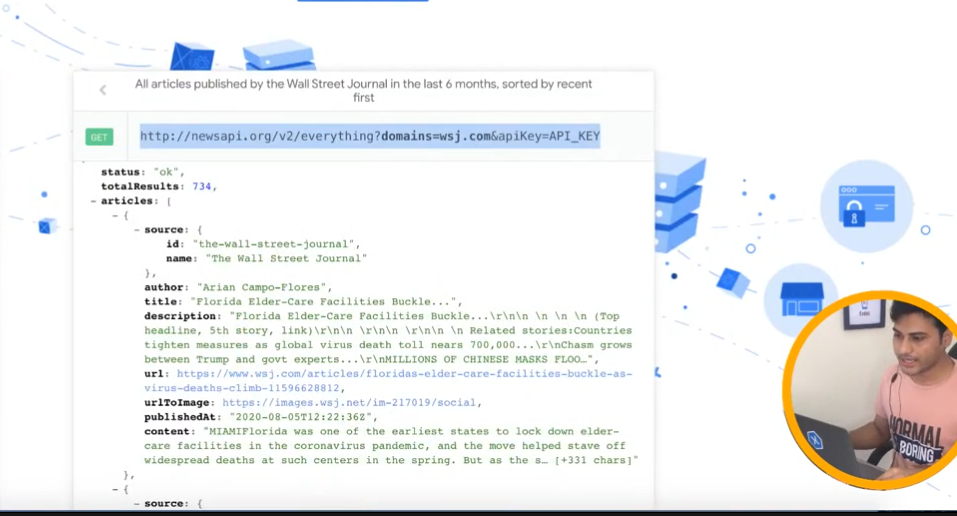 All articles published by the Wall Street Journal in the last 6 months, sorted by recent
first
GET
http://newsapi.org/v2/everything?domains=wsj.com&apiKey=API_KEY
status: "ok",
totalResults: 734,
- articles: [
- {
- source: {
id: "the-wall-street-journal",
name: "The Wall Street Journal"
},
author: "Arian Campo-Flores",
title: "Florida Elder-Care Facilities Buckle...",
description: "Florida Elder-Care Facilities Buckle...\r\n\n \n \n \n (Top
headline, 5th story, link)\r\n\n \r\n\n \r\n\n \n Related stories:Countries
tighten measures as global virus death toll nears 700,000...\r\nChasm grows
between Trump and govt experts...\r\nMILLIONS OF CHINESE MASKS FLOO…",
url: https://www.wsj.com/articles/floridas-elder-care-facilities-buckle-as-
virus-deaths-climb-11596628812,
urlToImage: https://images.wsj.net/im-217019/social,
publishedAt: "2020-08-05T12:22:36Z",
content: "MIAMIFlorida was one of the earliest states to lock down elder-
care facilities in the coronavirus pandemic, and the move helped stave off
widespread deaths at such centers in the spring. But as the s… [+331 chars]"
},
- {
- source: {
NORMAL
BORING